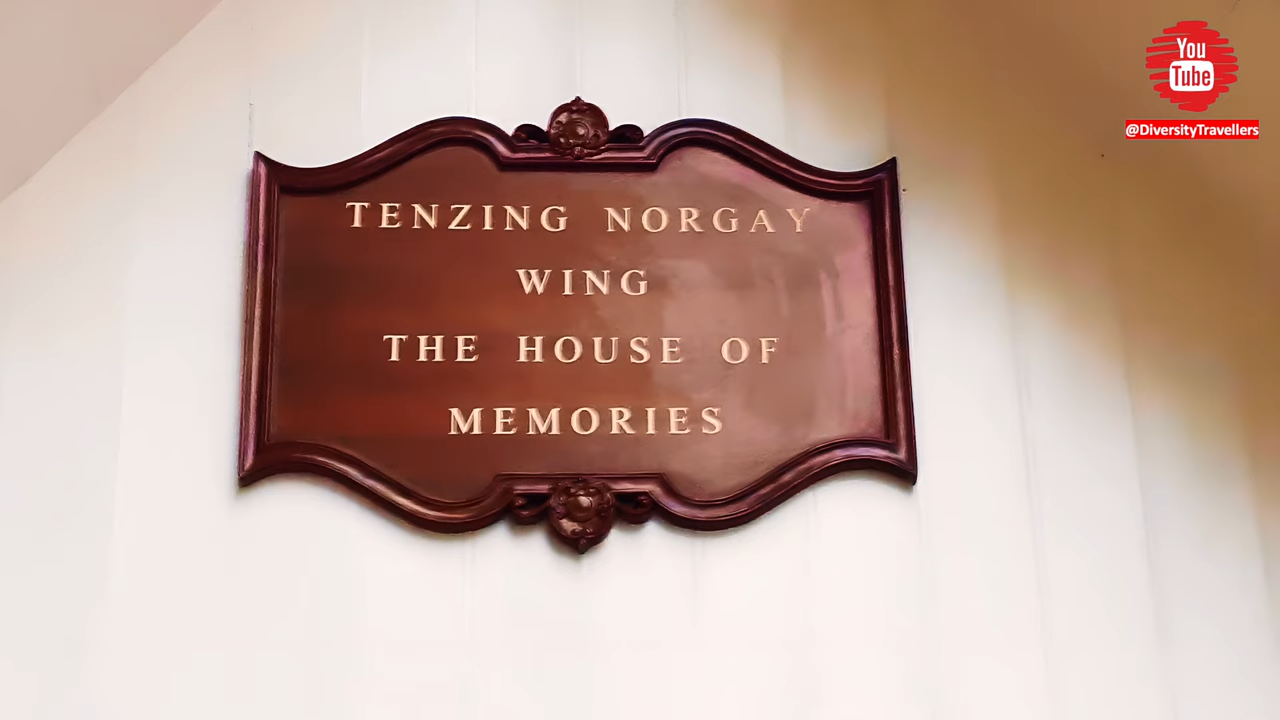 You
Tube
@DiversityTravellers
TENZING NORGAY
WING
THE HOUSE OF
MEMORIES